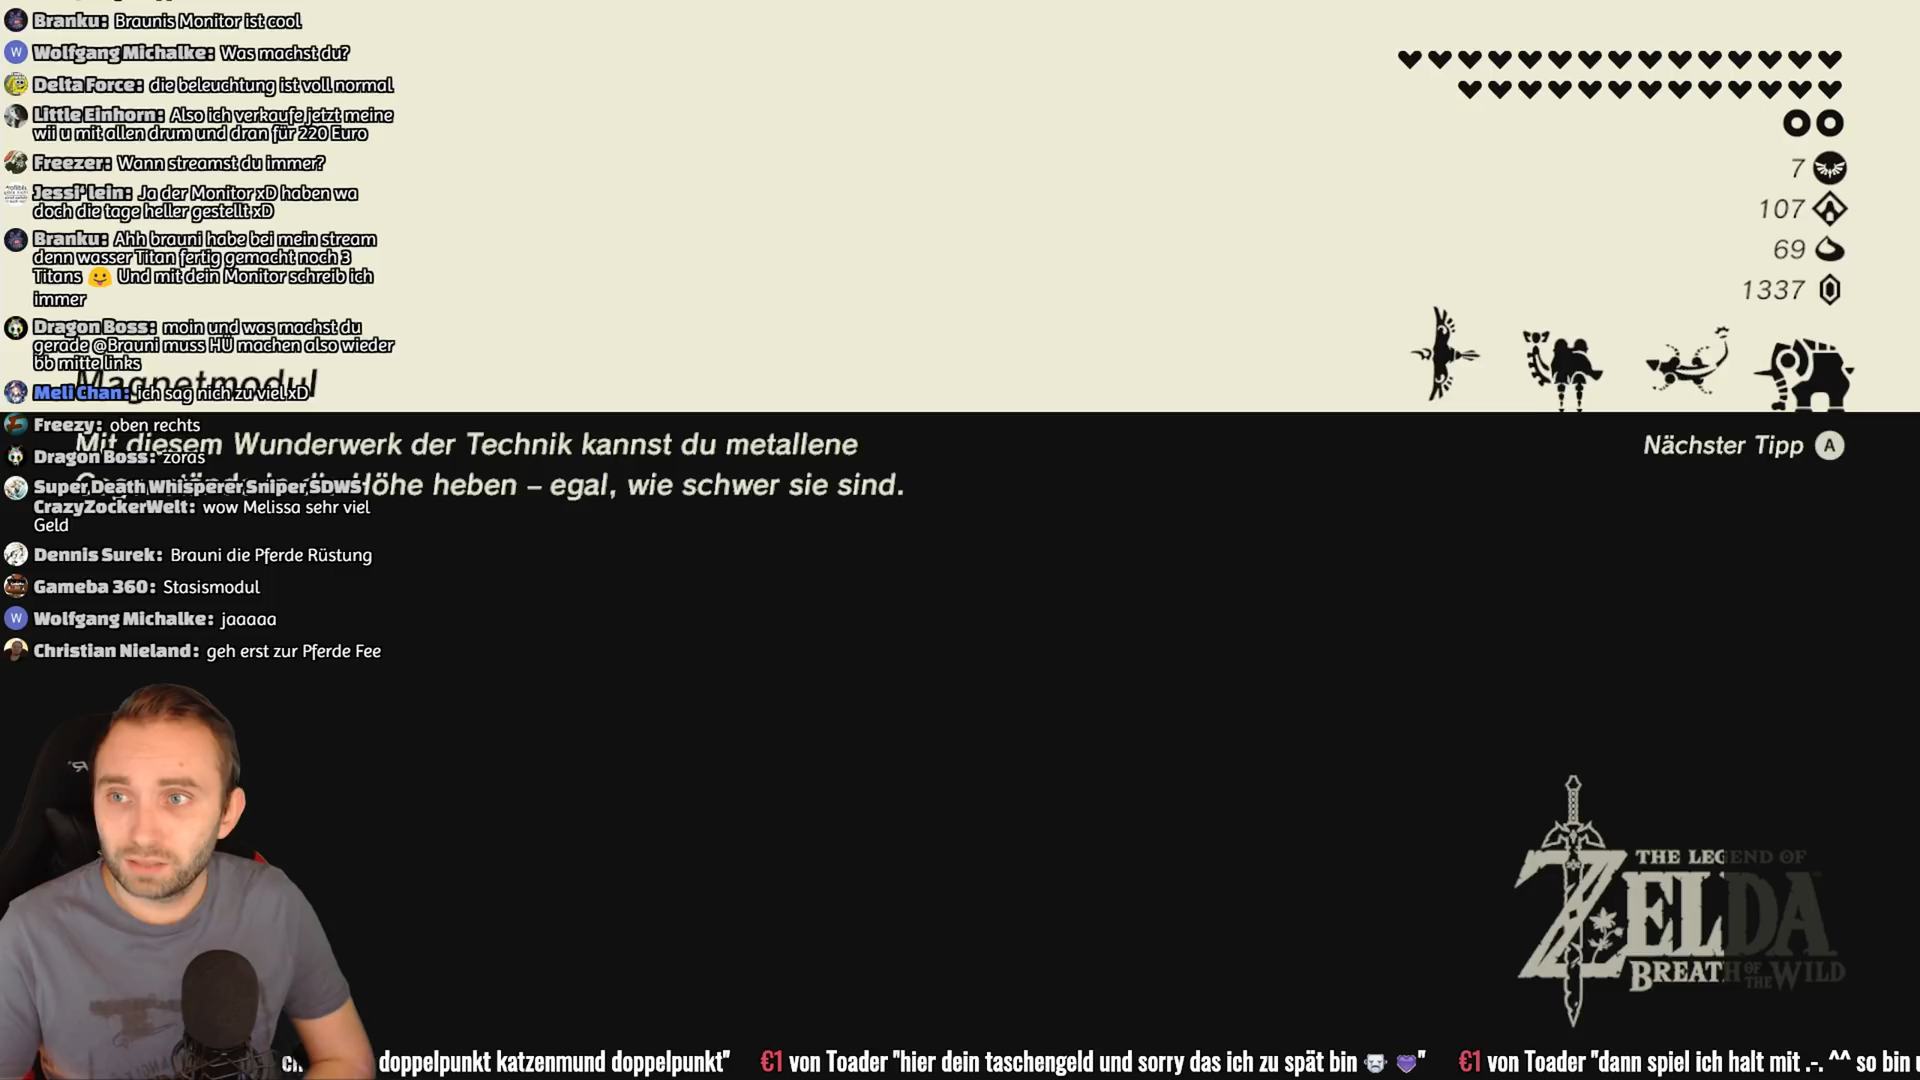 Branku: Braunis Monitor ist cool
Wolfgang Michalke: Was machst du?
Delta Force: die beleuchtung ist voll normal
Little Einhorn: Also ich verkaufe jetzt meine
wii u mit allen drum und dran für 220 Euro
Freezer: Wann streamst du immer?
Jessi'lein: Ja der Monitor xD haben wa
doch die tage heller gestellt xD
Branku: Ahh brauni habe bei mein stream
denn wasser Titan fertig gemacht noch 3
Titans 😛 Und mit dein Monitor schreib ich
immer
Dragon Boss: moin und was machst du
gerade @Brauni muss HÜ machen also wieder
bb mitte links
Meli Chan: ich sag nich zu viel xD
Freezy: oben rechts
Dragon Boss: zoras
Super Death Whisperer Sniper SDWS
CrazyZockerWelt: wow Melissa sehr viel
Geld
Dennis Surek: Brauni die Pferde Rüstung
Gameba 360: Stasismodul
Wolfgang Michalke: jaaaaa
Christian Nieland: geh erst zur Pferde Fee
7
107
69
1337
Magnetmodul
Mit diesem Wunderwerk der Technik kannst du metallene
Höhe heben – egal, wie schwer sie sind.
Nächster Tipp A
THE LEGEND OF
ZELDA
BREATH OF THE WILD
doppelpunkt katzenmund doppelpunkt" €1 von Toader "hier dein taschengeld und sorry das ich zu spät bin 💜" €1 von Toader "dann spiel ich halt mit .-. ^^ so bin